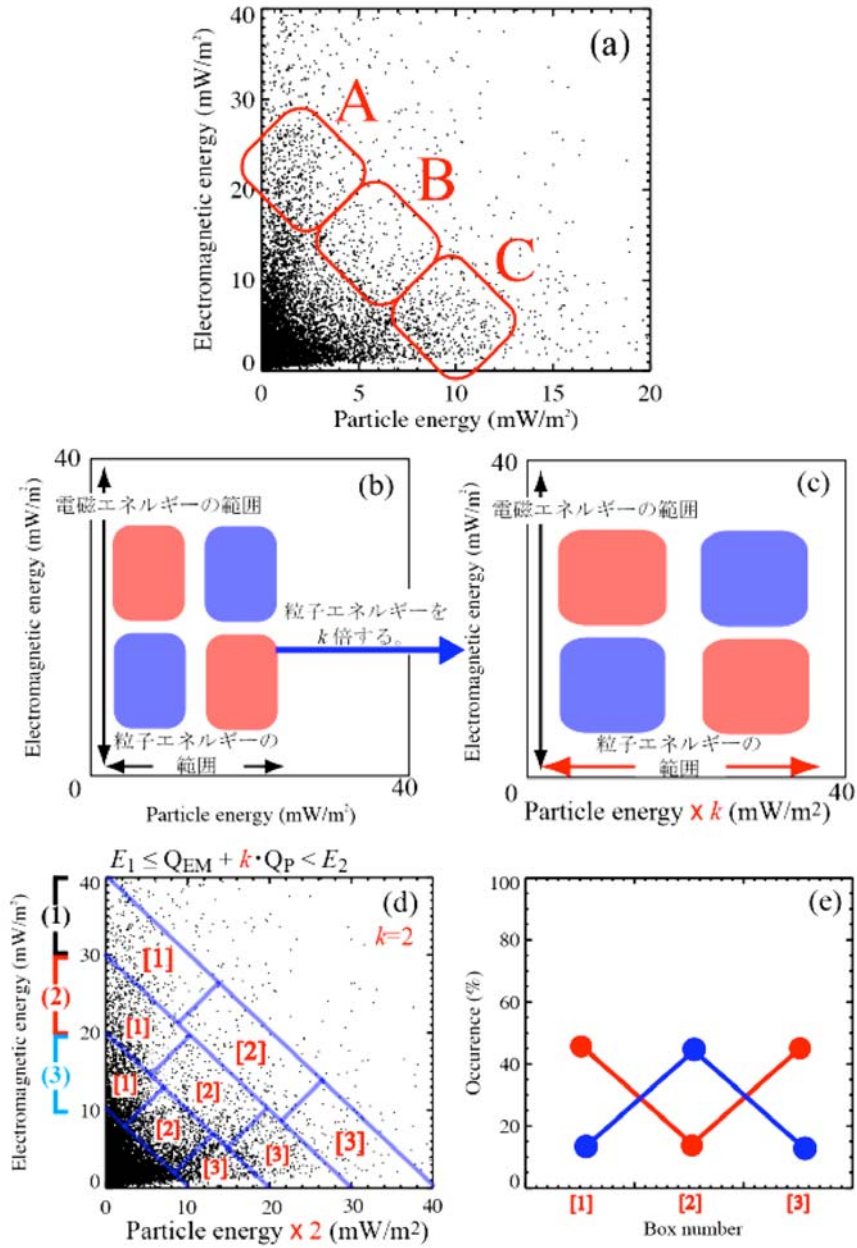 (a)
A
B
C
40
30
20
10
0
0
5
10
15
20
Electromagnetic energy (mW/m²)
Particle energy (mW/m²)
(b)
40
電磁エネルギーの範囲
粒子エネルギーを
k 倍する。
粒子エネルギーの
範囲
0
40
Electromagnetic energy (mW/m²)
Particle energy (mW/m²)
(c)
40
電磁エネルギーの範囲
粒子エネルギーの
範囲
0
40
Electromagnetic energy (mW/m²)
Particle energy x k (mW/m2)
E1 ≤ QEM + k・QP < E2
(d)
k=2
(1)
(2)
(3)
40
30
20
10
0
[1]
[1]
[2]
[1]
[2]
[2]
[3]
[3]
[3]
0
10
20
30
40
Electromagnetic energy (mW/m²)
Particle energy x 2 (mW/m2)
(e)
100
80
60
40
20
0
Occurence (%)
[1]
[2]
[3]
Box number